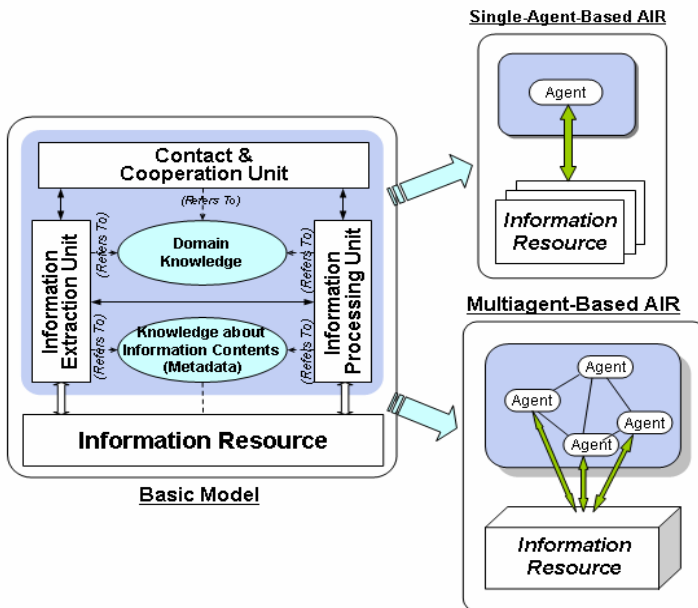 Single-Agent-Based AIR
Agent
Information
Resource
Contact &
Cooperation Unit
(Refers To)
Information
Extraction Unit
(Refers To)
Domain
Knowledge
(Refers To)
Information
Processing Unit
(Refers To)
Knowledge about
Information Contents
(Metadata)
(Refers To)
Information Resource
Basic Model
Multiagent-Based AIR
Agent
Agent
Agent
Agent
Information
Resource